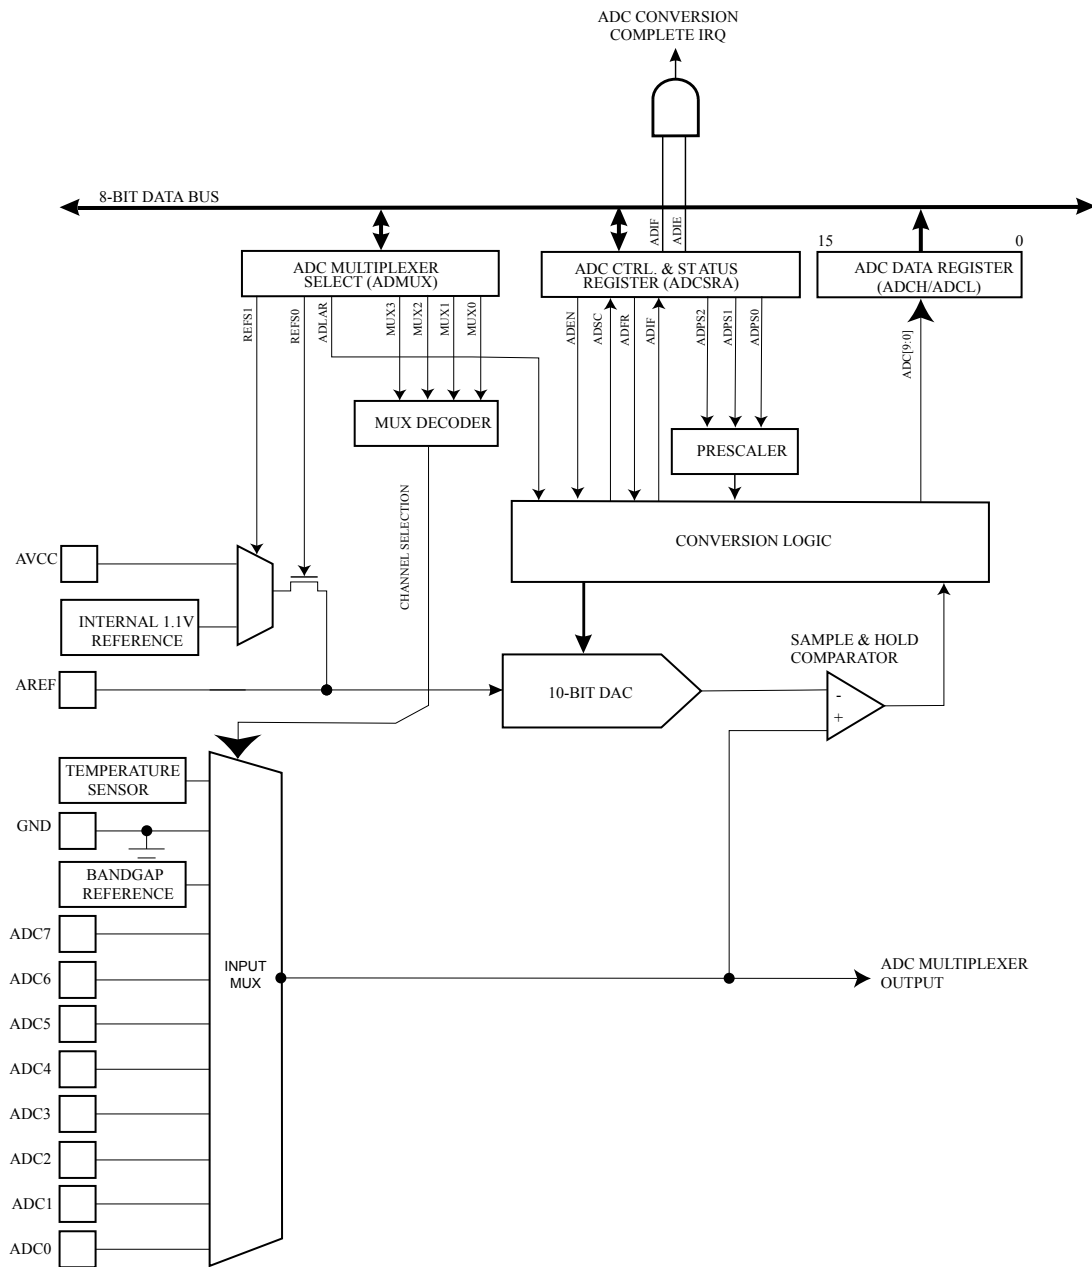 ADC CONVERSION
COMPLETE IRQ
8-BIT DATA BUS
ADIF
ADIE
15
0
ADC MULTIPLEXER
SELECT (ADMUX)
ADC CTRL. & STATUS
REGISTER (ADCSRA)
ADC DATA REGISTER
(ADCH/ADCL)
REFS1
REFS0
ADLAR
MUX3
MUX2
MUX1
MUX0
ADEN
ADSC
ADFR
ADIF
ADPS2
ADPS1
ADPS0
ADC[9:0]
MUX DECODER
PRESCALER
CHANNEL SELECTION
CONVERSION LOGIC
AVCC
INTERNAL 1.1V
REFERENCE
SAMPLE & HOLD
COMPARATOR
AREF
10-BIT DAC
-
+
TEMPERATURE
SENSOR
GND
BANDGAP
REFERENCE
ADC7
ADC6
INPUT
MUX
ADC MULTIPLEXER
OUTPUT
ADC5
ADC4
ADC3
ADC2
ADC1
ADC0